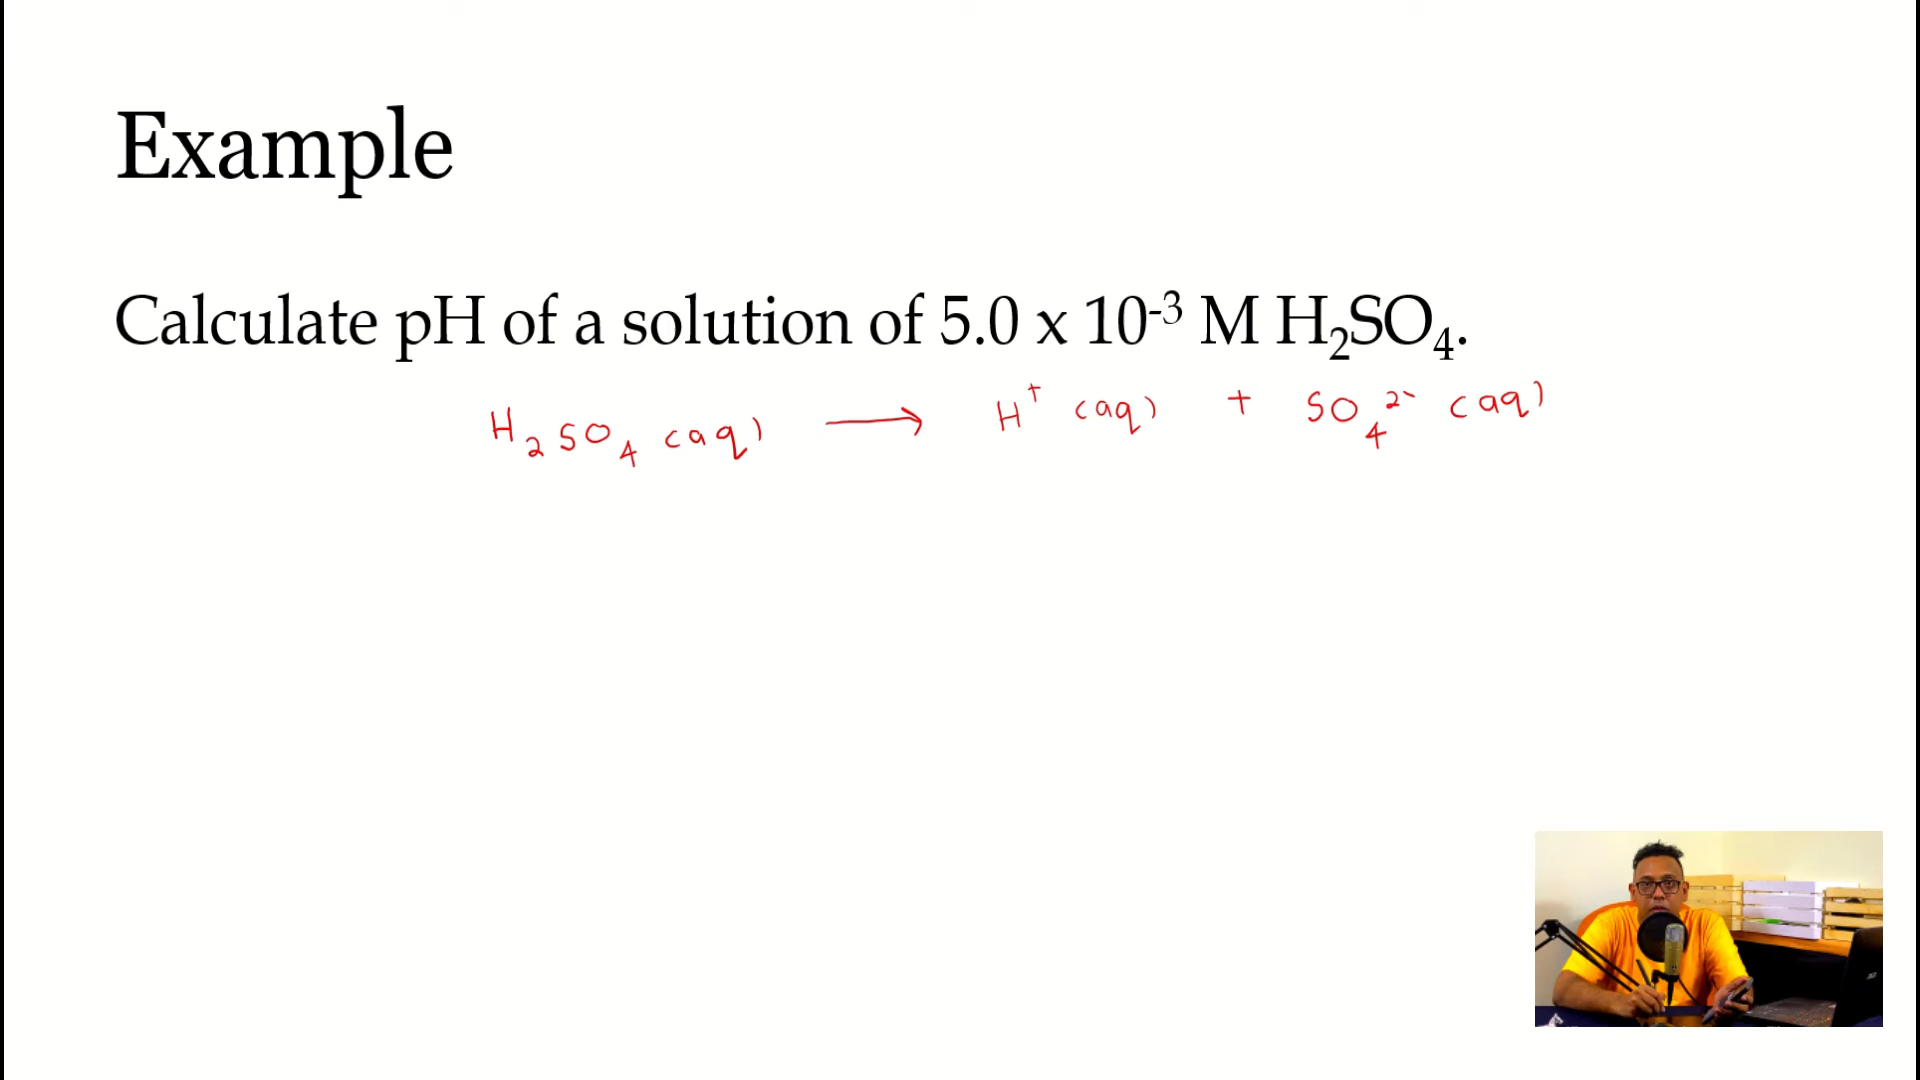 Example
Calculate pH of a solution of 5.0 x 10⁻³ M H₂SO₄.
H₂SO₄ (aq) ⟶ H⁺ (aq) + SO₄²⁻ (aq)